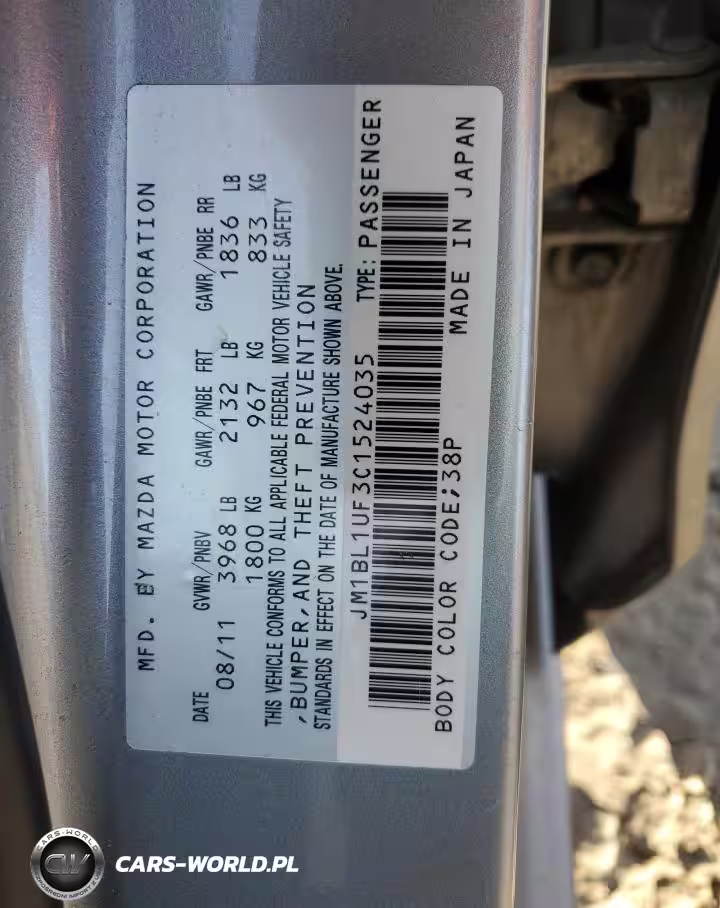 MFD. BY MAZDA MOTOR CORPORATION
DATE GVWR/PNBV GAWR/PNBE FRT GAWR/PNBE RR
08/11 3968 LB 2132 LB 1836 LB
1800 KG 967 KG 833 KG
THIS VEHICLE CONFORMS TO ALL APPLICABLE FEDERAL MOTOR VEHICLE SAFETY
,BUMPER,AND THEFT PREVENTION
STANDARDS IN EFFECT ON THE DATE OF MANUFACTURE SHOWN ABOVE.
JM1BL1UF3C1524035 TYPE: PASSENGER
BODY COLOR CODE;38P MADE IN JAPAN
CARS-WORLD
CW
CARS-WORLD.PL